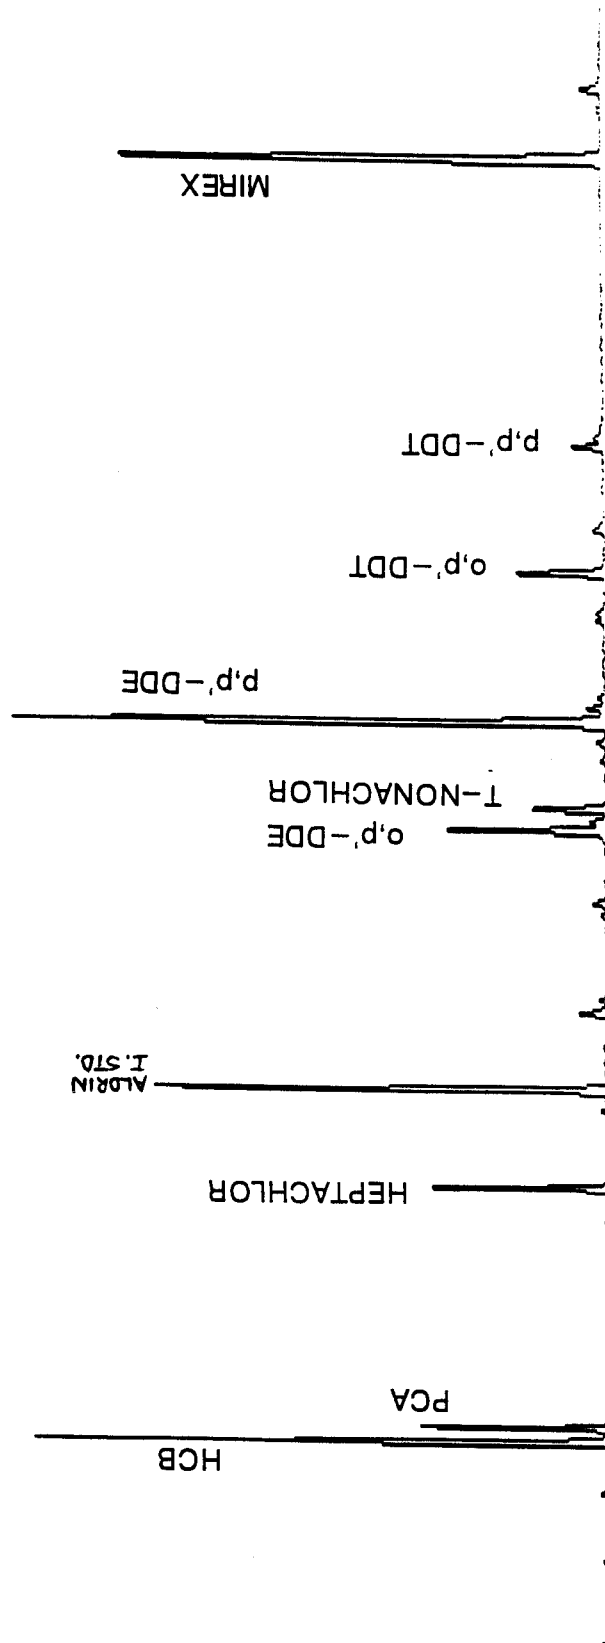 HCB
PCA
HEPTACHLOR
ALDRIN
I. STD.
o,p'-DDE
T-NONACHLOR
p,p'-DDE
o,p'-DDT
p,p'-DDT
MIREX